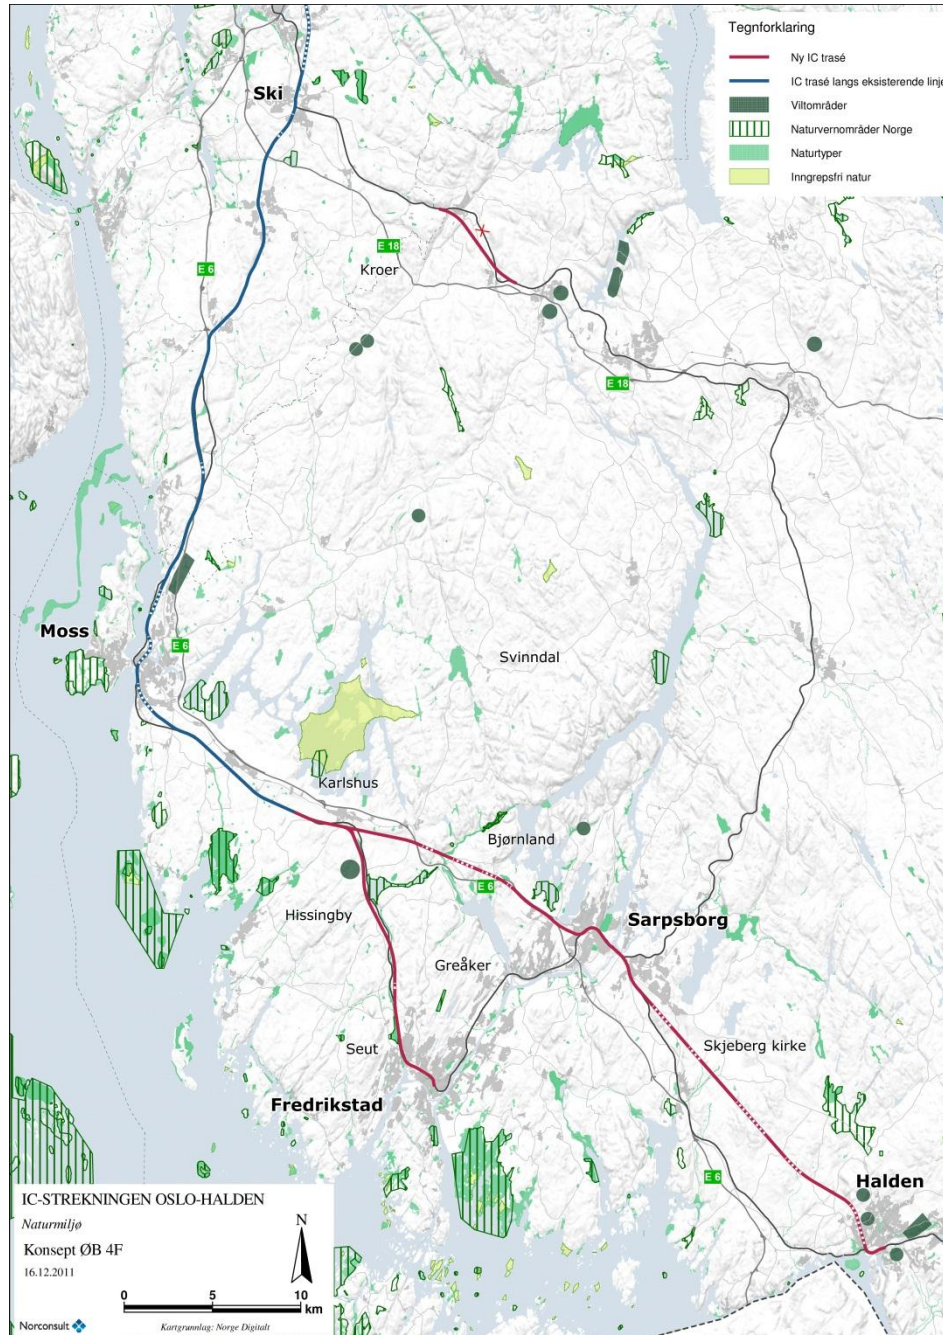 Tegnforklaring
Ny IC trasé
IC trasé langs eksisterende linje
Viltområder
Naturvernområder Norge
Naturtyper
Inngrepsfri natur
Ski
E 18
Kroer
E 6
E 18
Moss
E 6
Svinndal
Karlshus
Bjørnland
E 6
Hissingby
Sarpsborg
Greåker
Seut
Skjeberg kirke
Fredrikstad
E 6
Halden
IC-STREKNINGEN OSLO-HALDEN
Naturmiljø
N
Konsept ØB 4F
16.12.2011
0 5 10
km
Norconsult
Kartgrunnlag: Norge Digitalt